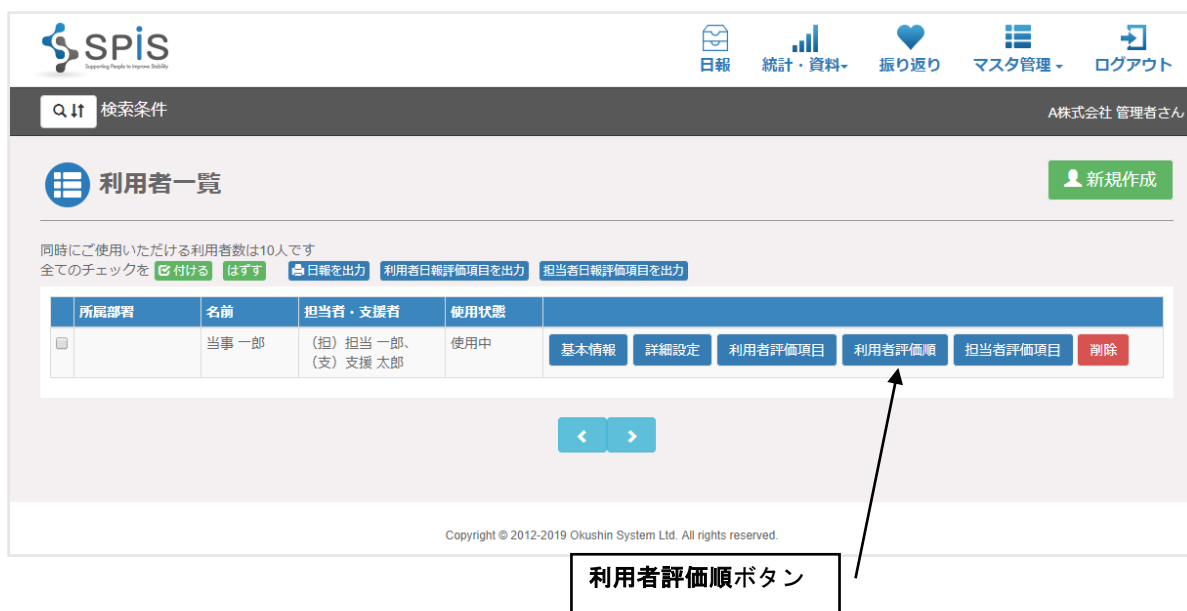 SPiS
Supporting People to Improve Stability
日報 統計・資料 振り返り マスタ管理 ログアウト
検索条件 A株式会社 管理者さん
利用者一覧 新規作成
同時にご使用いただける利用者数は10人です
全てのチェックを 付ける はずす 日報を出力 利用者日報評価項目を出力 担当者日報評価項目を出力
所属部署 名前 担当者・支援者 使用状態
当事 一郎 （担）担当 一郎、 使用中 基本情報 詳細設定 利用者評価項目 利用者評価順 担当者評価項目 削除
（支）支援 太郎
Copyright © 2012-2019 Okushin System Ltd. All rights reserved.
利用者評価順ボタン